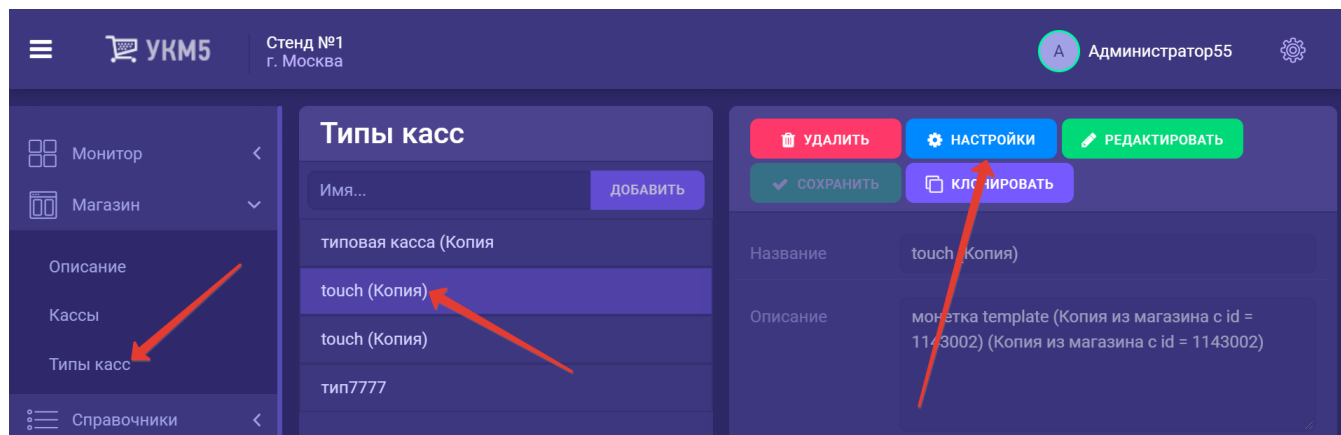 УКМ5
Стенд №1
г. Москва
А
Администратор55
Монитор
Магазин
Описание
Кассы
Типы касс
Справочники
Типы касс
Имя...
ДОБАВИТЬ
типовая касса (Копия
touch (Копия)
touch (Копия)
тип7777
УДАЛИТЬ
НАСТРОЙКИ
РЕДАКТИРОВАТЬ
СОХРАНИТЬ
КЛОНИРОВАТЬ
Название
touch (Копия)
Описание
монетка template (Копия из магазина с id =
1143002) (Копия из магазина с id = 1143002)